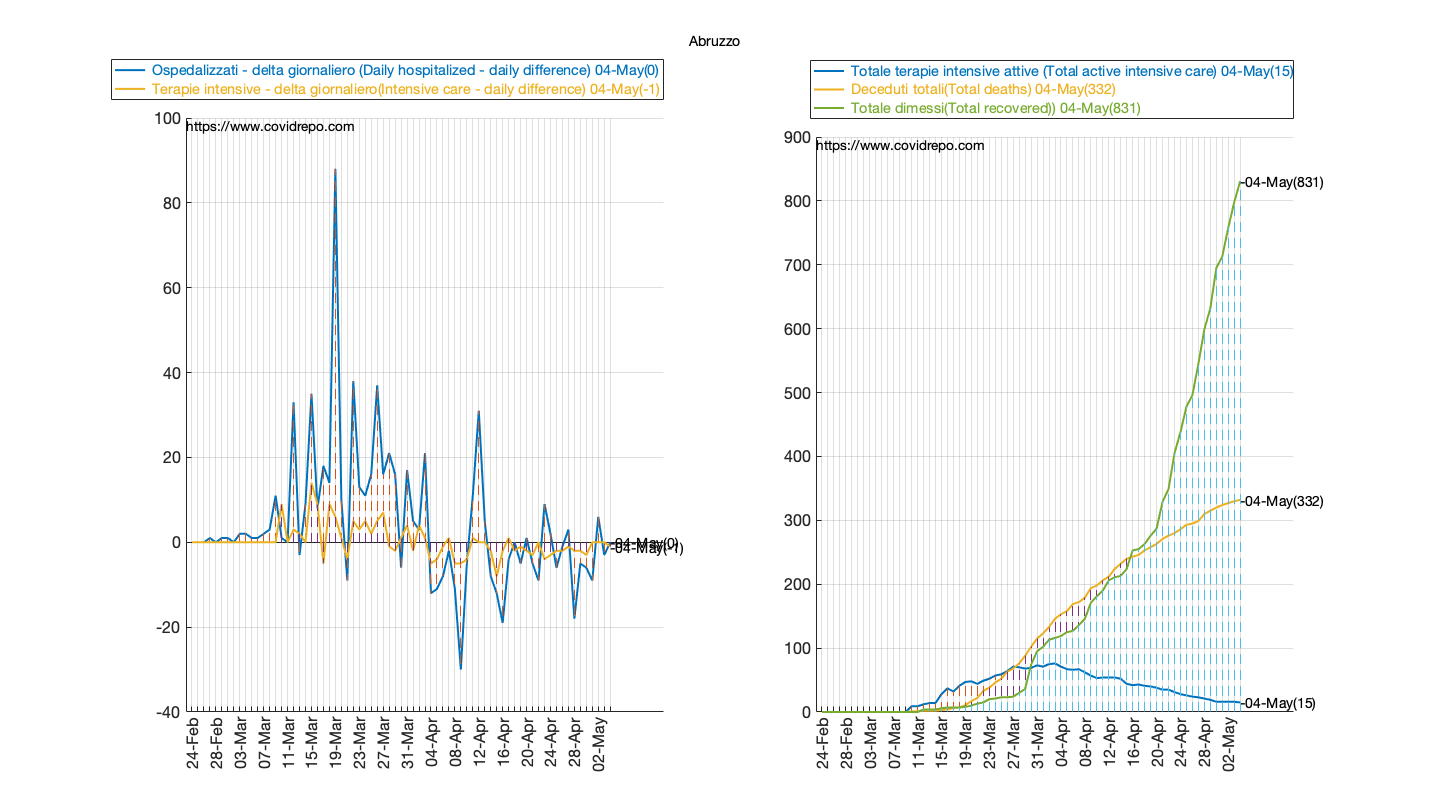 Abruzzo
Ospedalizzati - delta giornaliero (Daily hospitalized - daily difference) 04-May(0)
Terapie intensive - delta giornaliero(Intensive care - daily difference) 04-May(-1)
https://www.covidrepo.com
100
80
60
40
20
0
-20
-40
-04-May(0)
-04-May(-1)
24-Feb
28-Feb
03-Mar
07-Mar
11-Mar
15-Mar
19-Mar
23-Mar
27-Mar
31-Mar
04-Apr
08-Apr
12-Apr
16-Apr
20-Apr
24-Apr
28-Apr
02-May
Totale terapie intensive attive (Total active intensive care) 04-May(15)
Deceduti totali(Total deaths) 04-May(332)
Totale dimessi(Total recovered)) 04-May(831)
https://www.covidrepo.com
900
800
700
600
500
400
300
200
100
0
-04-May(831)
-04-May(332)
-04-May(15)
24-Feb
28-Feb
03-Mar
07-Mar
11-Mar
15-Mar
19-Mar
23-Mar
27-Mar
31-Mar
04-Apr
08-Apr
12-Apr
16-Apr
20-Apr
24-Apr
28-Apr
02-May